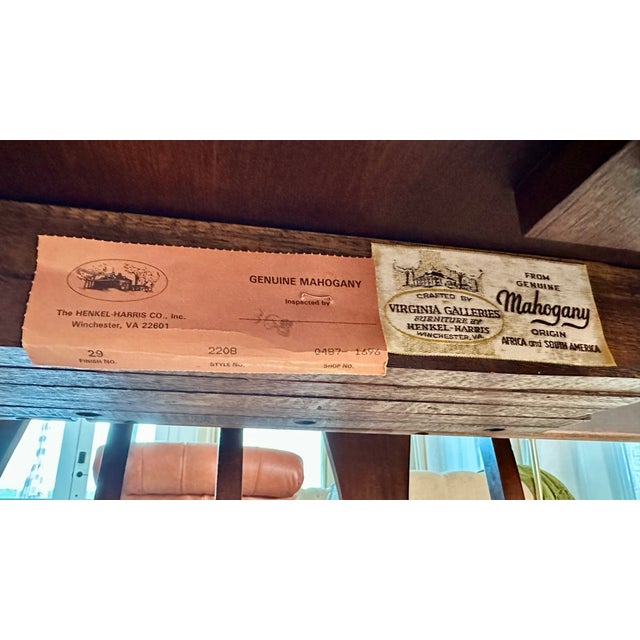 GENUINE MAHOGANY
Inspected by
The HENKEL-HARRIS CO., Inc.
Winchester, VA 22601
29 2208 0487- 1696
FINISH NO. STYLE NO. SHOP NO.
CRAFTED BY
VIRGINIA GALLERIES
FURNITURE BY
HENKEL-HARRIS
WINCHESTER, VA.
FROM
GENUINE
Mahogany
ORIGIN
AFRICA and SOUTH AMERICA